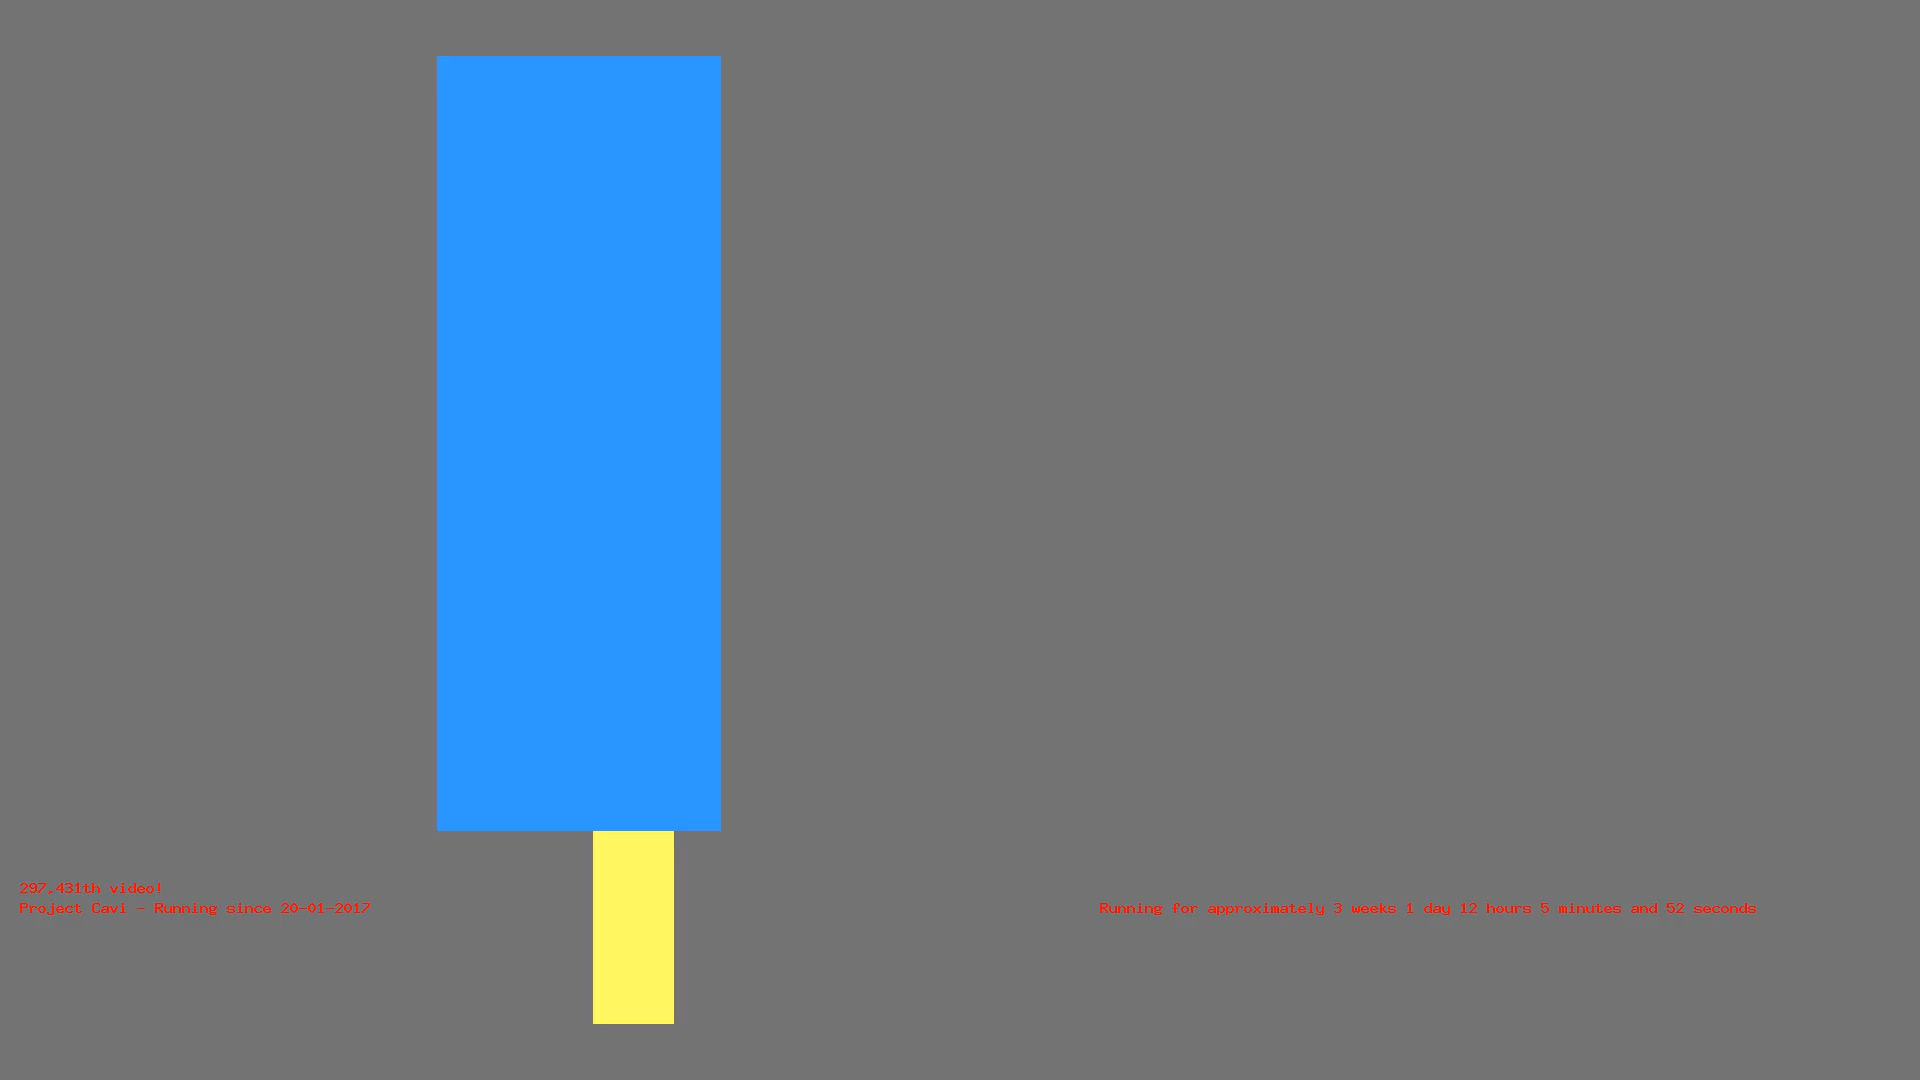 297,431th video!
Project Cavi - Running since 20-01-2017
Running for approximately 3 weeks 1 day 12 hours 5 minutes and 52 seconds